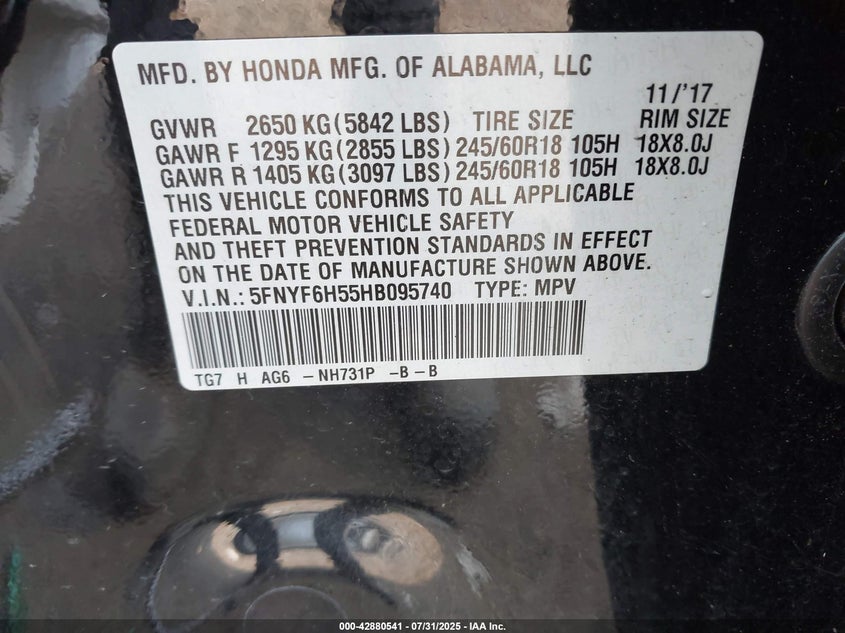 MFD. BY HONDA MFG. OF ALABAMA, LLC
11/'17
GVWR 2650 KG (5842 LBS) TIRE SIZE RIM SIZE
GAWR F 1295 KG (2855 LBS) 245/60R18 105H 18X8.0J
GAWR R 1405 KG (3097 LBS) 245/60R18 105H 18X8.0J
THIS VEHICLE CONFORMS TO ALL APPLICABLE
FEDERAL MOTOR VEHICLE SAFETY
AND THEFT PREVENTION STANDARDS IN EFFECT
ON THE DATE OF MANUFACTURE SHOWN ABOVE.
V.I.N.: 5FNYF6H55HB095740 TYPE: MPV
TG7 H AG6 -NH731P -B -B
000-42880541 - 07/31/2025 - IAA Inc.